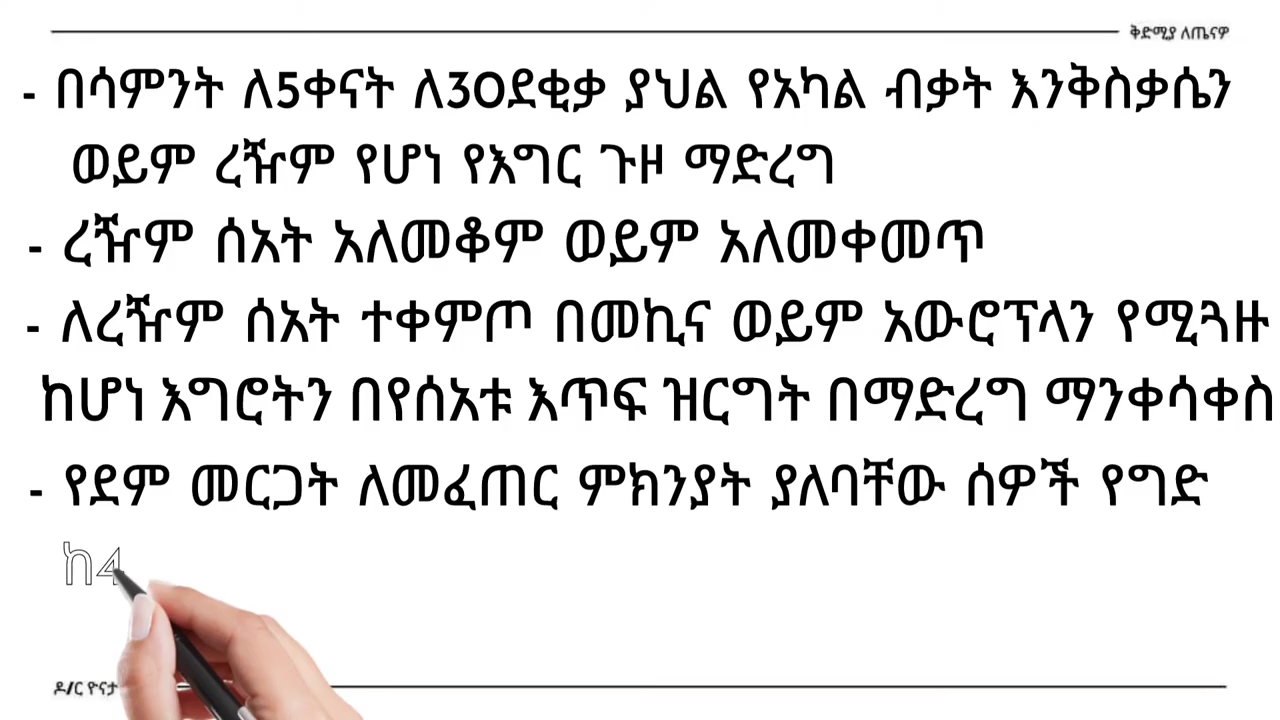 ቅድሚያ ለጤናዎ
- በሳምንት ለ5ቀናት ለ30ደቂቃ ያህል የአካል ብቃት እንቅስቃሴን
ወይም ረዥም የሆነ የእግር ጉዞ ማድረግ
- ረዥም ሰአት አለመቆም ወይም አለመቀመጥ
- ለረዥም ሰአት ተቀምጦ በመኪና ወይም አውሮፕላን የሚጓዙ
ከሆነ እግሮትን በየሰአቱ እጥፍ ዝርግት በማድረግ ማንቀሳቀስ
- የደም መርጋት ለመፈጠር ምክንያት ያለባቸው ሰዎች የግድ
ከ4
ዶ/ር ዮናታ